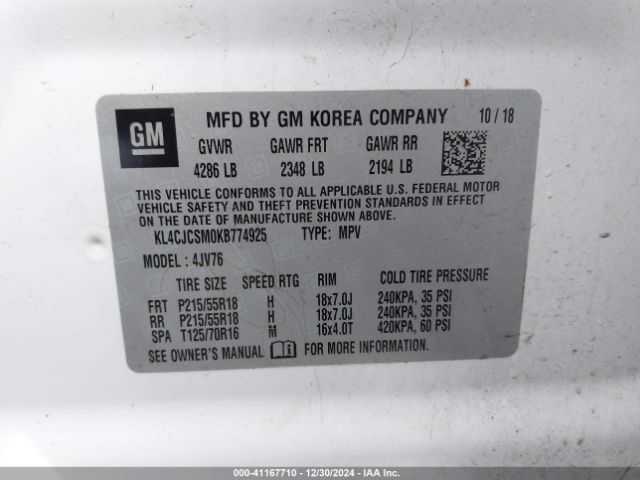 GM
MFD BY GM KOREA COMPANY 10 / 18
GVWR GAWR FRT GAWR RR
4286 LB 2348 LB 2194 LB
THIS VEHICLE CONFORMS TO ALL APPLICABLE U.S. FEDERAL MOTOR
VEHICLE SAFETY AND THEFT PREVENTION STANDARDS IN EFFECT
ON THE DATE OF MANUFACTURE SHOWN ABOVE.
KL4CJCSM0KB774925 TYPE: MPV
MODEL : 4JV76
TIRE SIZE SPEED RTG RIM COLD TIRE PRESSURE
FRT P215/55R18 H 18x7.0J 240KPA, 35 PSI
RR P215/55R18 H 18x7.0J 240KPA, 35 PSI
SPA T125/70R16 M 16x4.0T 420KPA, 60 PSI
SEE OWNER'S MANUAL FOR MORE INFORMATION.
000-41167710 - 12/30/2024 - IAA Inc.